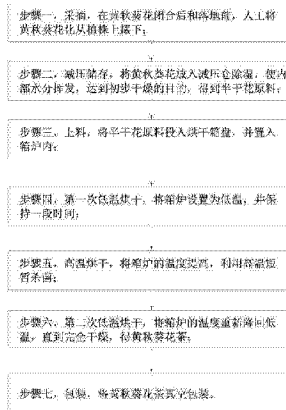 步骤一，采摘，在黄秋葵花闭合后和落瓣前，人工将
黄秋葵花从植株上摘下；
步骤二，减压储存，将黄秋葵花放入减压仓除湿，使内
部水分挥发，达到初步干燥的目的，得到半干花原料；
步骤三，上料，将半干花原料投入烘干箱盘，并置入
箱炉内；
步骤四，第一次低温烘干，将箱炉设置为低温，并保
持一段时间；
步骤五，高温烘干，将箱炉的温度提高，利用高温短
暂杀菌；
步骤六，第二次低温烘干，将箱炉的温度重新降回低
温，直到完全干燥，得黄秋葵花茶；
步骤七，包装，将黄秋葵花茶真空包装。